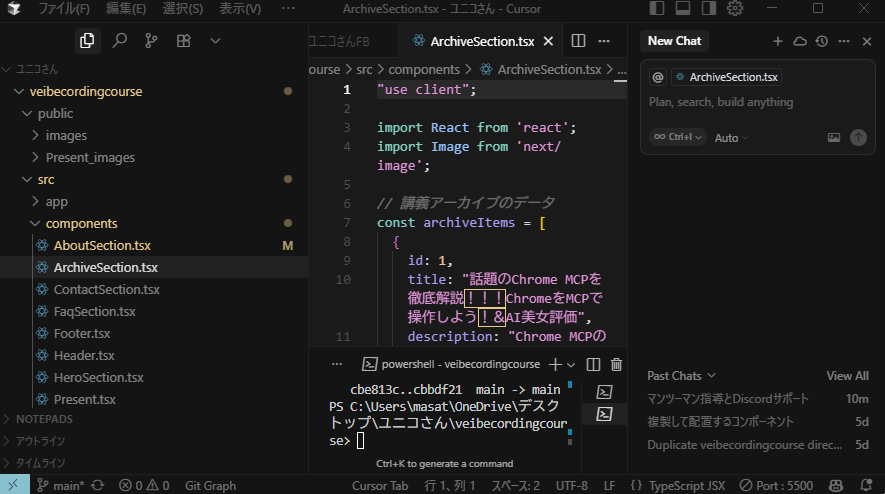 ファイル(F) 編集(E) 選択(S) 表示(V) ··· ArchiveSection.tsx - ユニコさん - Cursor
ユニコさん
veibecordingcourse
public
images
Present_images
src
app
components
AboutSection.tsx M
ArchiveSection.tsx
ContactSection.tsx
FaqSection.tsx
Footer.tsx
Header.tsx
HeroSection.tsx
Present.tsx
NOTEPADS
アウトライン
タイムライン
ユニコさんFB ArchiveSection.tsx
ourse > src > components > ArchiveSection.tsx > ...
1 "use client";
2
3 import React from 'react';
4 import Image from 'next/
image';
5
6 // 講義アーカイブのデータ
7 const archiveItems = [
8 {
9 id: 1,
10 title: "話題のChrome MCPを
徹底解説！！！ChromeをMCPで
操作しよう！＆AI美女評価",
11 description: "Chrome MCPの
powershell - veibecordingcourse
cbe813c..cbbdf21 main -> main
PS C:\Users\masat\OneDrive\デスク
トップ\ユニコさん\veibecordingcour
se>
Ctrl+K to generate a command
New Chat
@ ArchiveSection.tsx
Plan, search, build anything
∞ Ctrl+I Auto
Past Chats View All
マンツーマン指導とDiscordサポート 10m
複製して配置するコンポーネント 5d
Duplicate veibecordingcourse direc... 5d
main* 0 0 Git Graph Cursor Tab 行 1、列 1 スペース: 2 UTF-8 LF {} TypeScript JSX Port : 5500